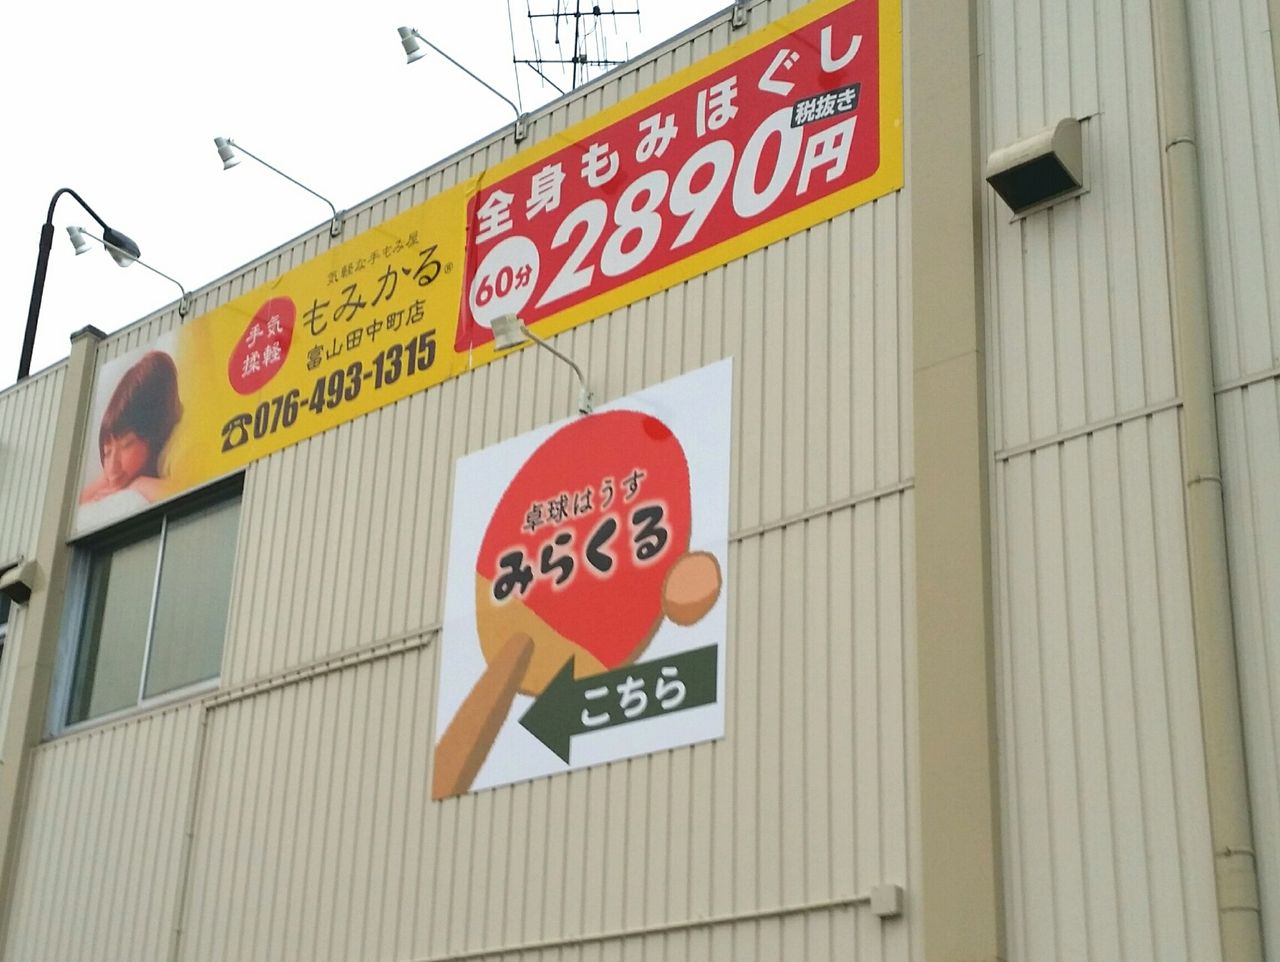 全身もみほぐし
60分 2890円 税抜き
気軽な手もみ屋
もみかる®
手気
揉軽
富山田中町店
☎076-493-1315
卓球はうす
みらくる
こちら